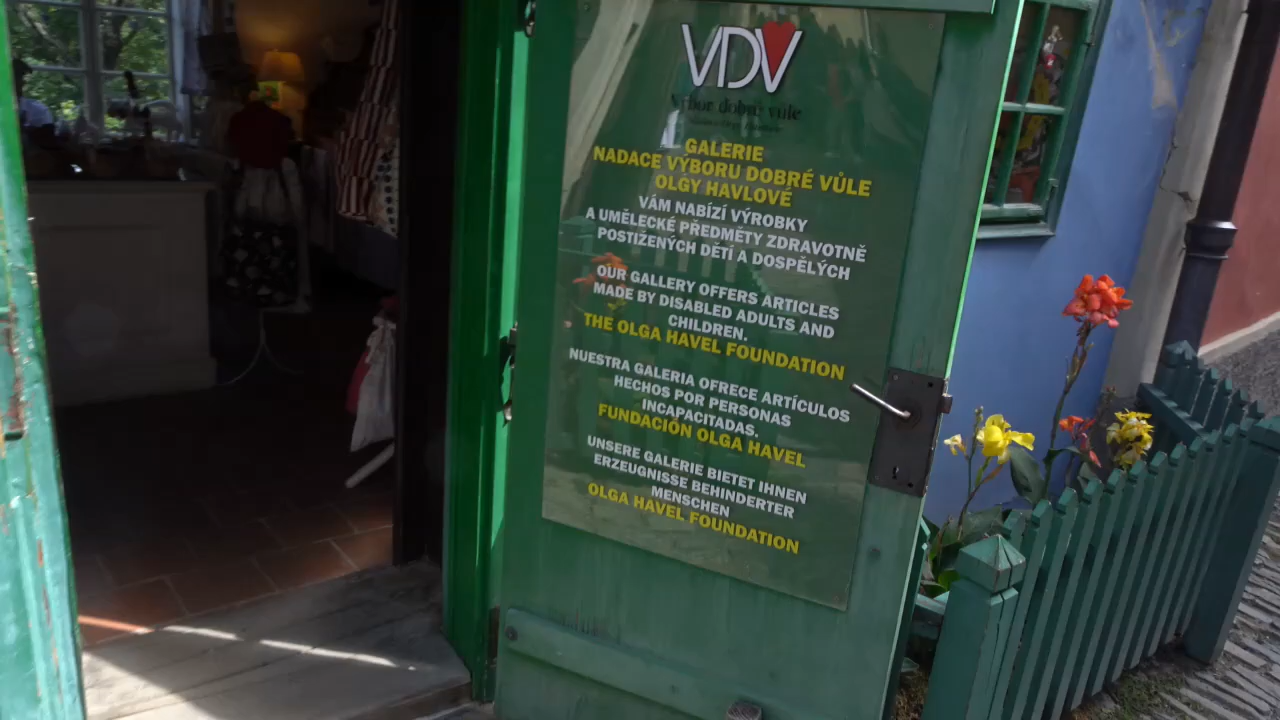 VDV
Výbor dobré vůle
GALERIE
NADACE VÝBORU DOBRÉ VŮLE
OLGY HAVLOVÉ
VÁM NABÍZÍ VÝROBKY
A UMĚLECKÉ PŘEDMĚTY ZDRAVOTNĚ
POSTIŽENÝCH DĚTÍ A DOSPĚLÝCH
OUR GALLERY OFFERS ARTICLES
MADE BY DISABLED ADULTS AND
CHILDREN.
THE OLGA HAVEL FOUNDATION
NUESTRA GALERIA OFRECE ARTÍCULOS
HECHOS POR PERSONAS
INCAPACITADAS.
FUNDACIÓN OLGA HAVEL
UNSERE GALERIE BIETET IHNEN
ERZEUGNISSE BEHINDERTER
MENSCHEN
OLGA HAVEL FOUNDATION